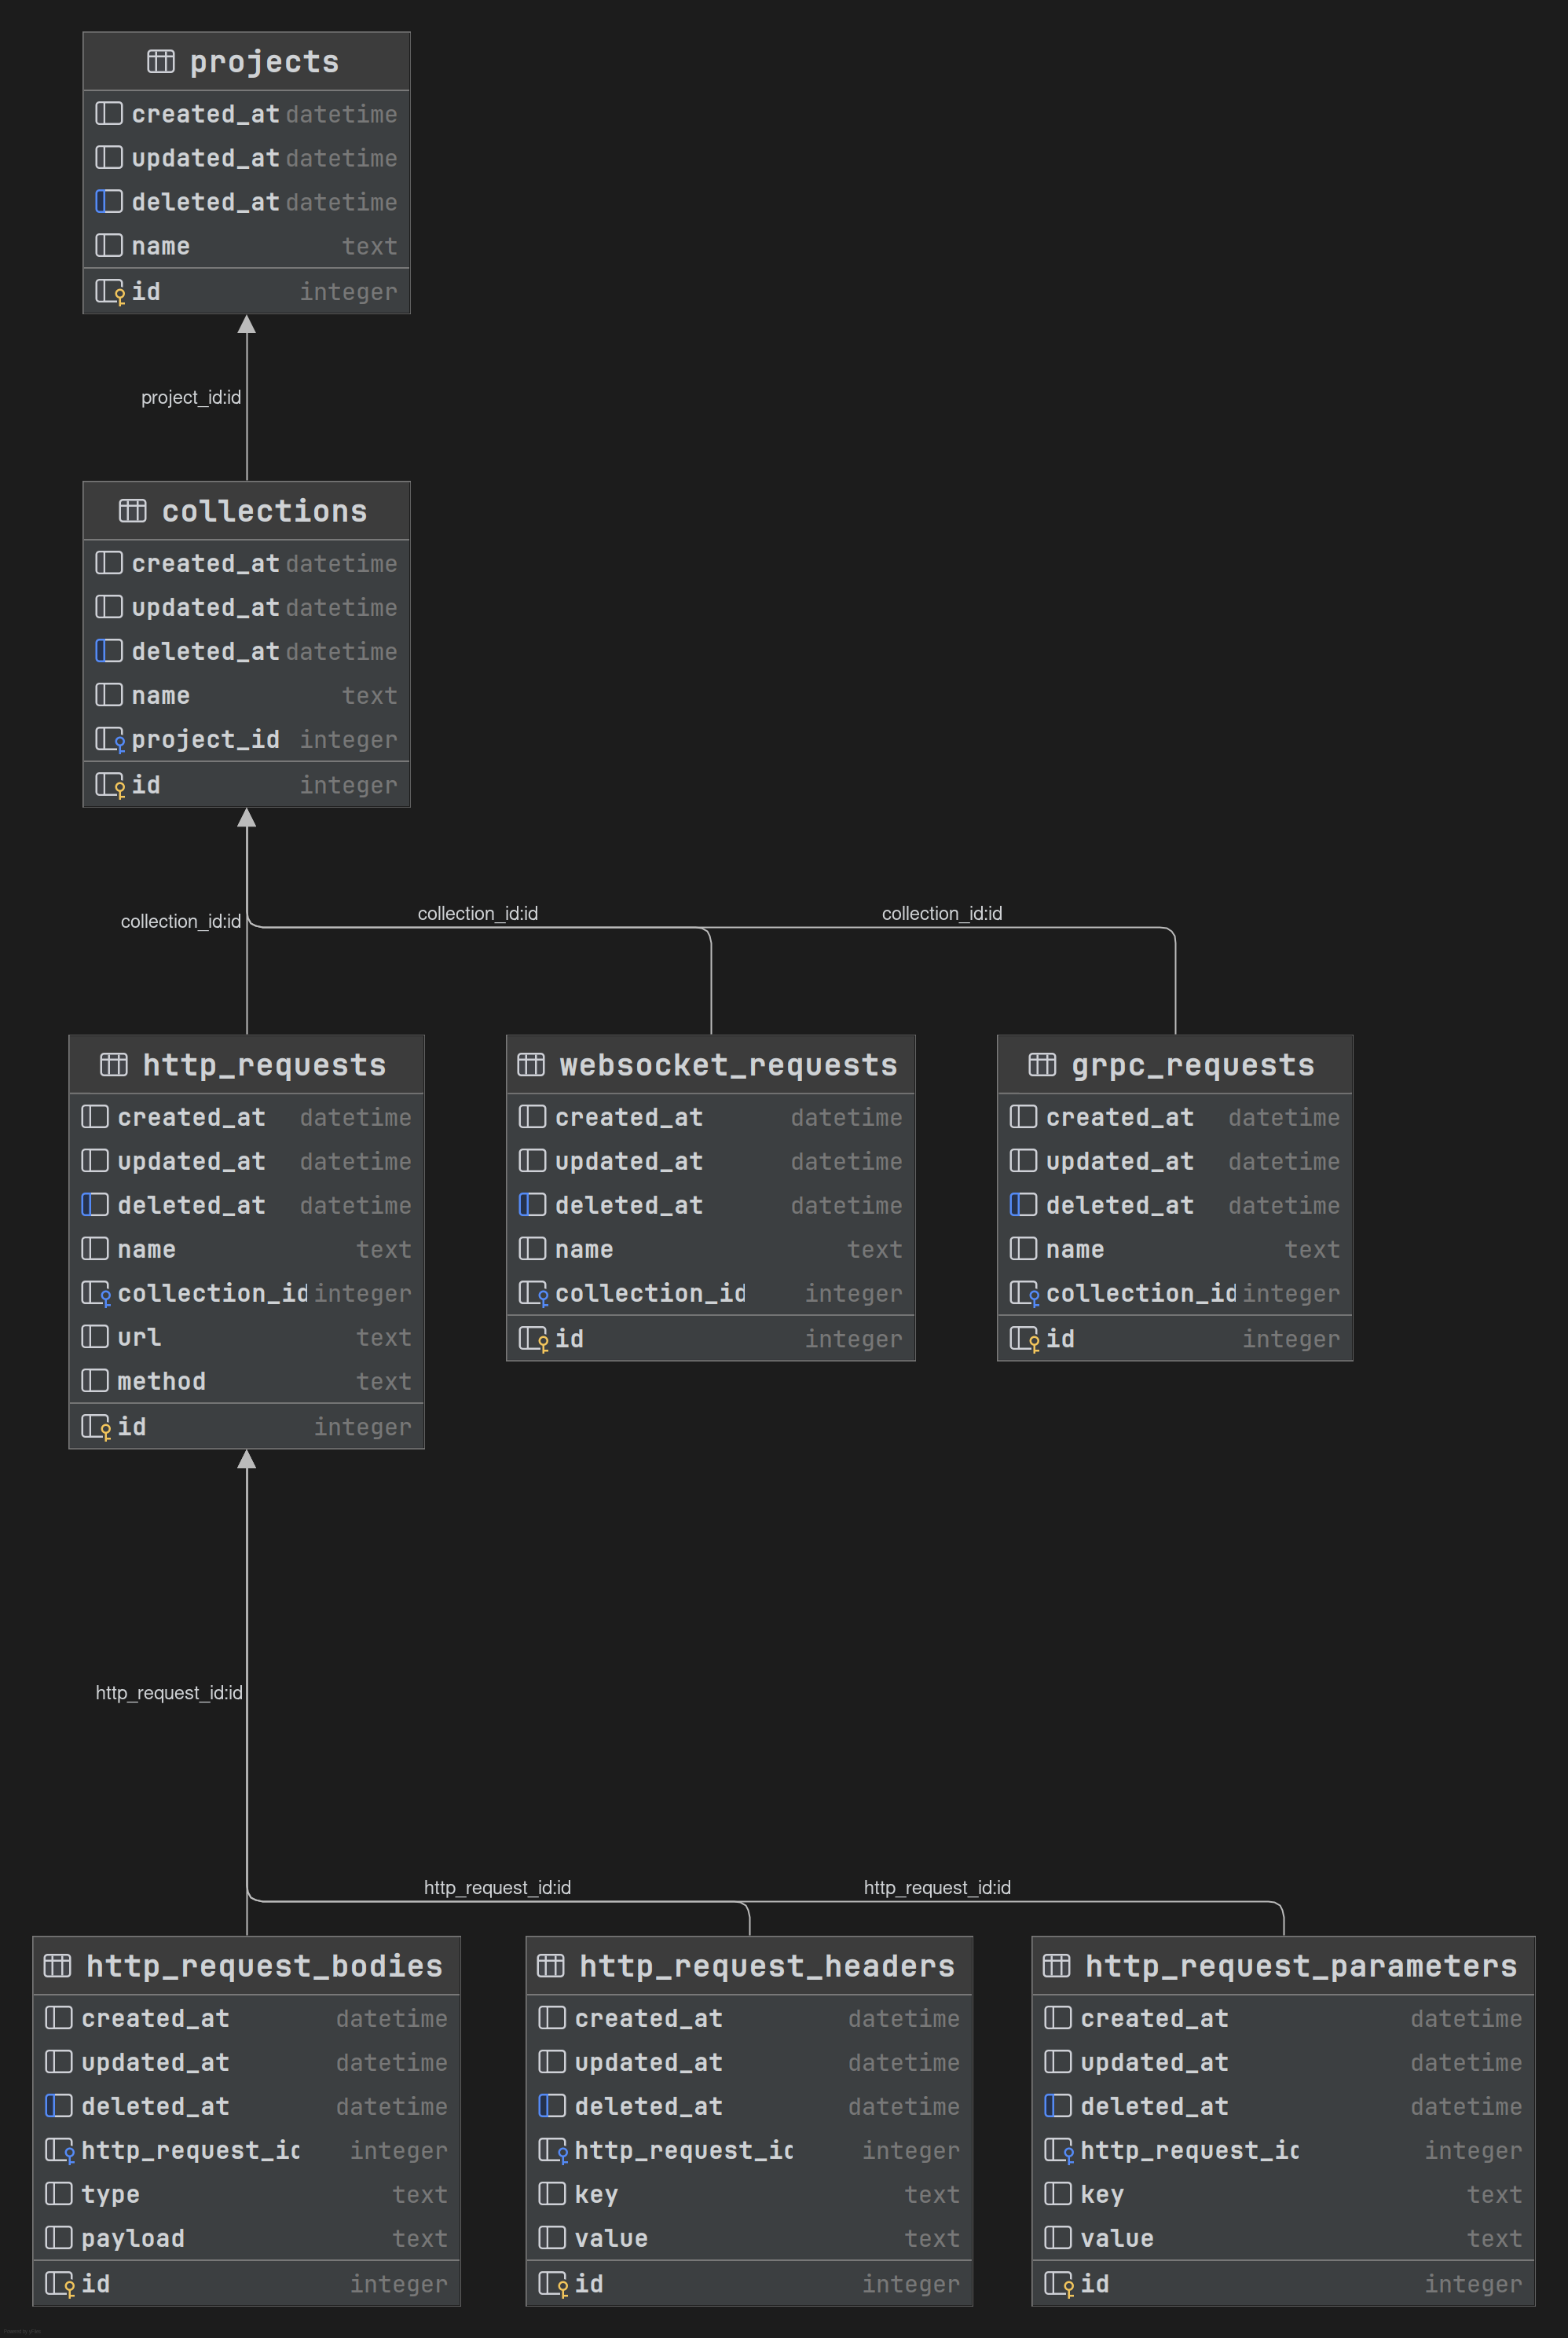 projects
created_at datetime
updated_at datetime
deleted_at datetime
name text
id integer
project_id:id
collections
created_at datetime
updated_at datetime
deleted_at datetime
name text
project_id integer
id integer
collection_id:id
collection_id:id
collection_id:id
http_requests
created_at datetime
updated_at datetime
deleted_at datetime
name text
collection_id integer
url text
method text
id integer
websocket_requests
created_at datetime
updated_at datetime
deleted_at datetime
name text
collection_id integer
id integer
grpc_requests
created_at datetime
updated_at datetime
deleted_at datetime
name text
collection_id integer
id integer
http_request_id:id
http_request_id:id
http_request_id:id
http_request_bodies
created_at datetime
updated_at datetime
deleted_at datetime
http_request_id integer
type text
payload text
id integer
http_request_headers
created_at datetime
updated_at datetime
deleted_at datetime
http_request_id integer
key text
value text
id integer
http_request_parameters
created_at datetime
updated_at datetime
deleted_at datetime
http_request_id integer
key text
value text
id integer
Powered by yFiles